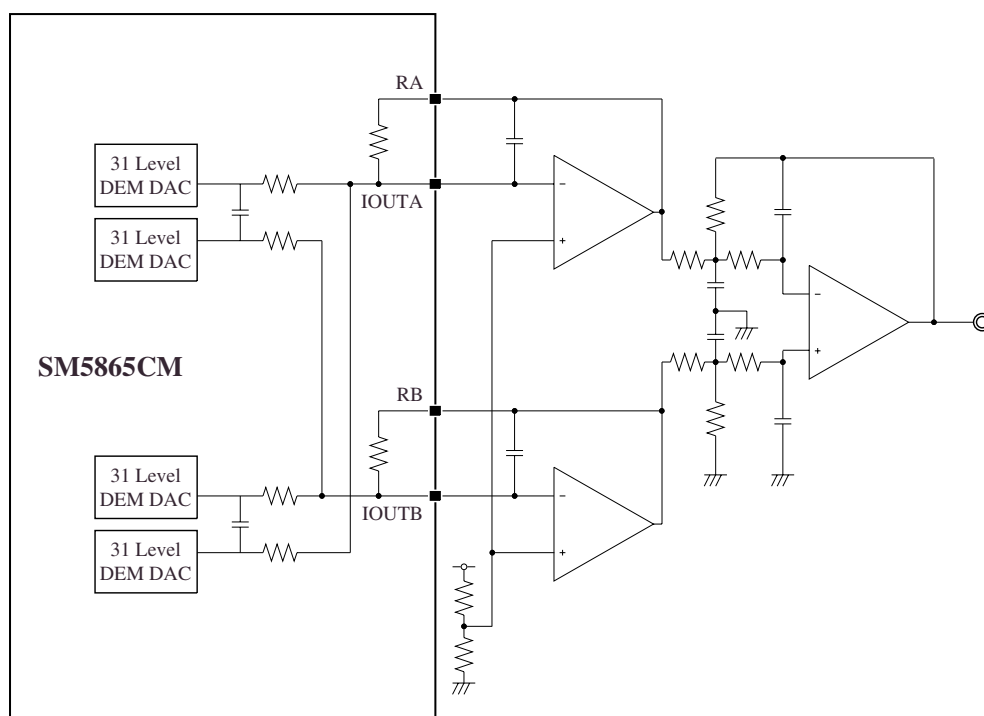 RA
31 Level
DEM DAC
IOUTA
31 Level
DEM DAC
SM5865CM
RB
31 Level
DEM DAC
IOUTB
31 Level
DEM DAC